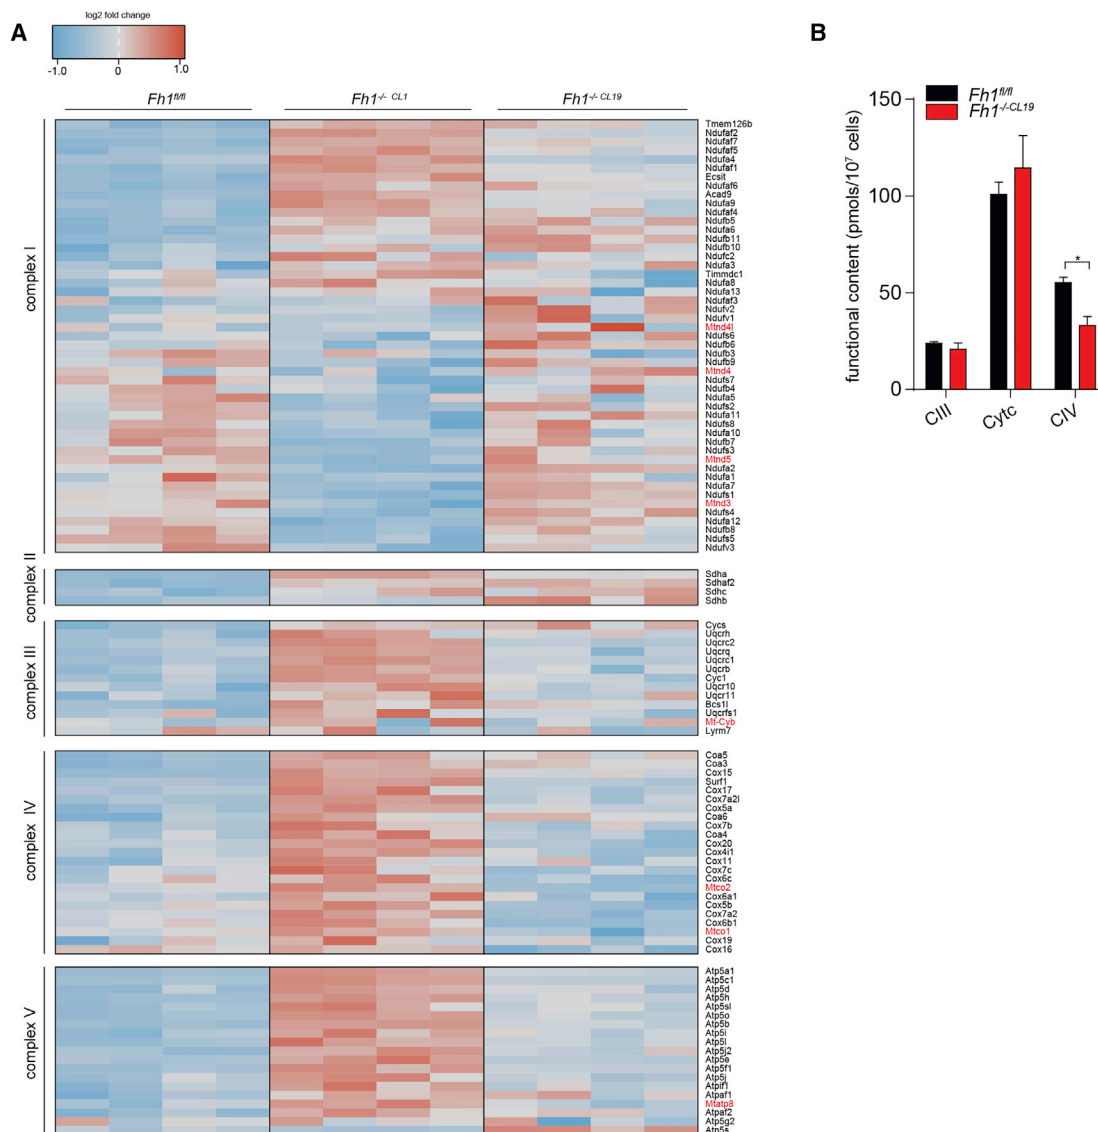 A
log2 fold change
-1.0 0 1.0
Fh1fl/fl Fh1-/- CL1 Fh1-/- CL19
complex I
Tmem126b
Ndufaf2
Ndufaf7
Ndufaf5
Ndufa4
Ndufaf1
Ecsit
Ndufaf6
Acad9
Ndufa9
Ndufaf4
Ndufb5
Ndufa6
Ndufb11
Ndufb10
Ndufc2
Ndufa3
Timmdc1
Ndufa8
Ndufa13
Ndufaf3
Ndufv2
Ndufv1
Mtnd4l
Ndufs6
Ndufb6
Ndufb3
Ndufb9
Mtnd4
Ndufs7
Ndufb4
Ndufa5
Ndufs2
Ndufa11
Ndufs8
Ndufa10
Ndufb7
Ndufs3
Mtnd5
Ndufa2
Ndufa1
Ndufa7
Ndufs1
Mtnd3
Ndufs4
Ndufa12
Ndufb8
Ndufs5
Ndufv3
complex II
Sdha
Sdhaf2
Sdhc
Sdhb
complex III
Cycs
Uqcrh
Uqcrc2
Uqcrq
Uqcrc1
Uqcrb
Cyc1
Uqcr10
Uqcr11
Bcs1l
Uqcrfs1
Mt-Cyb
Lyrm7
complex IV
Coa5
Coa3
Cox15
Surf1
Cox17
Cox7a2l
Cox5a
Coa6
Cox7b
Coa4
Cox20
Cox4i1
Cox11
Cox7c
Cox6c
Mtco2
Cox6a1
Cox5b
Cox7a2
Cox6b1
Mtco1
Cox19
Cox16
complex V
Atp5a1
Atp5c1
Atp5d
Atp5h
Atp5sl
Atp5o
Atp5b
Atp5i
Atp5l
Atp5j2
Atp5e
Atp5f1
Atp5j
Atpif1
Atpaf1
Mtatp8
Atpaf2
Atp5g2
Atp5s
B
Fh1fl/fl
Fh1-/-CL19
functional content (pmols/107 cells)
150
100
50
0
*
CIII Cytc CIV